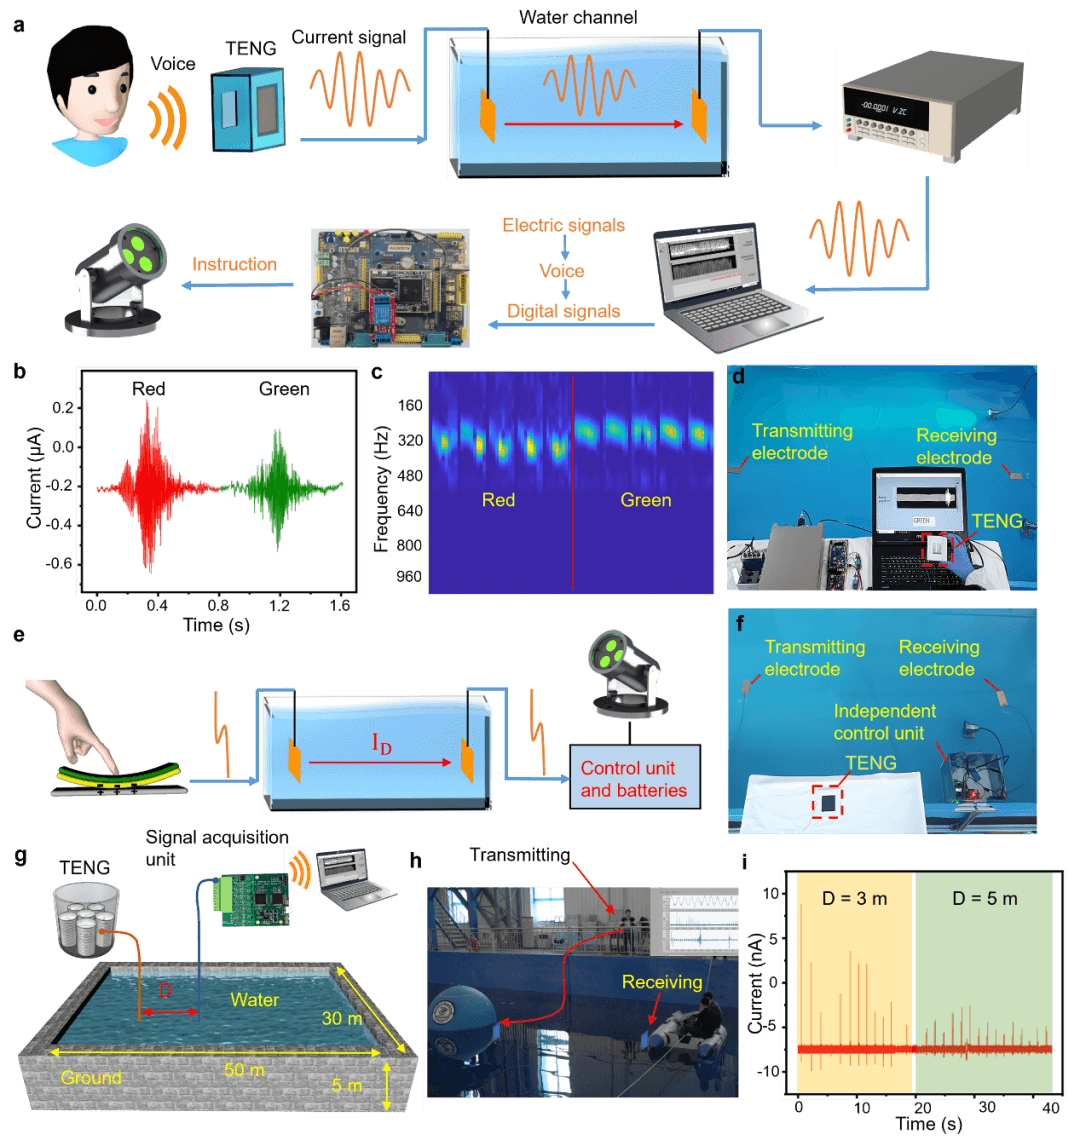 a
Voice
TENG
Current signal
Water channel
-00.0001 V.ZC
Electric signals
Voice
Digital signals
Instruction
b
Red
Green
0.2
0.0
-0.2
-0.4
-0.6
Current (μA)
0.0
0.4
0.8
1.2
1.6
Time (s)
c
160
320
480
640
800
960
Frequency (Hz)
Red
Green
d
Transmitting
electrode
Receiving
electrode
GREEN
TENG
e
I_D
Control unit
and batteries
f
Transmitting
electrode
Receiving
electrode
Independent
control unit
TENG
g
TENG
Signal acquisition
unit
D
Water
30 m
50 m
Ground
5 m
h
Transmitting
Receiving
i
D = 3 m
D = 5 m
10
5
0
-5
-10
Current (nA)
0
10
20
30
40
Time (s)